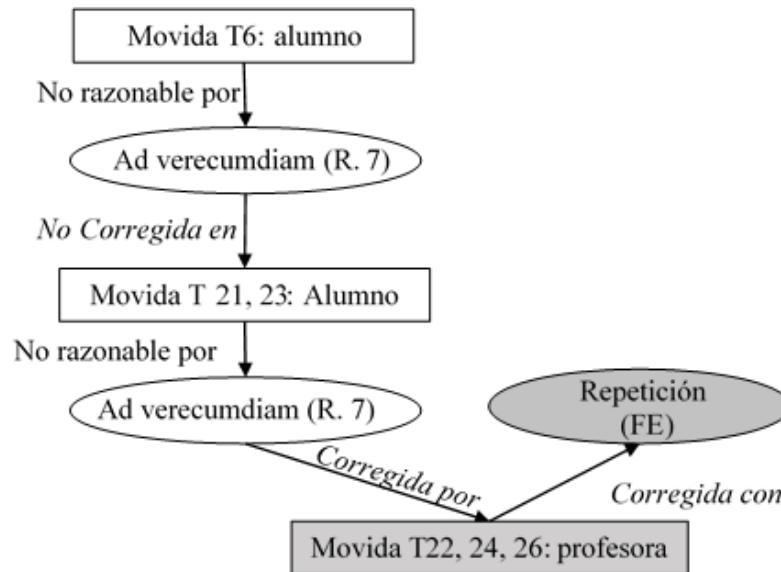 Movida T6: alumno
No razonable por
Ad verecumdiam (R. 7)
No Corregida en
Movida T 21, 23: Alumno
No razonable por
Ad verecumdiam (R. 7)
Repetición
(FE)
Corregida por
Corregida con
Movida T22, 24, 26: profesora